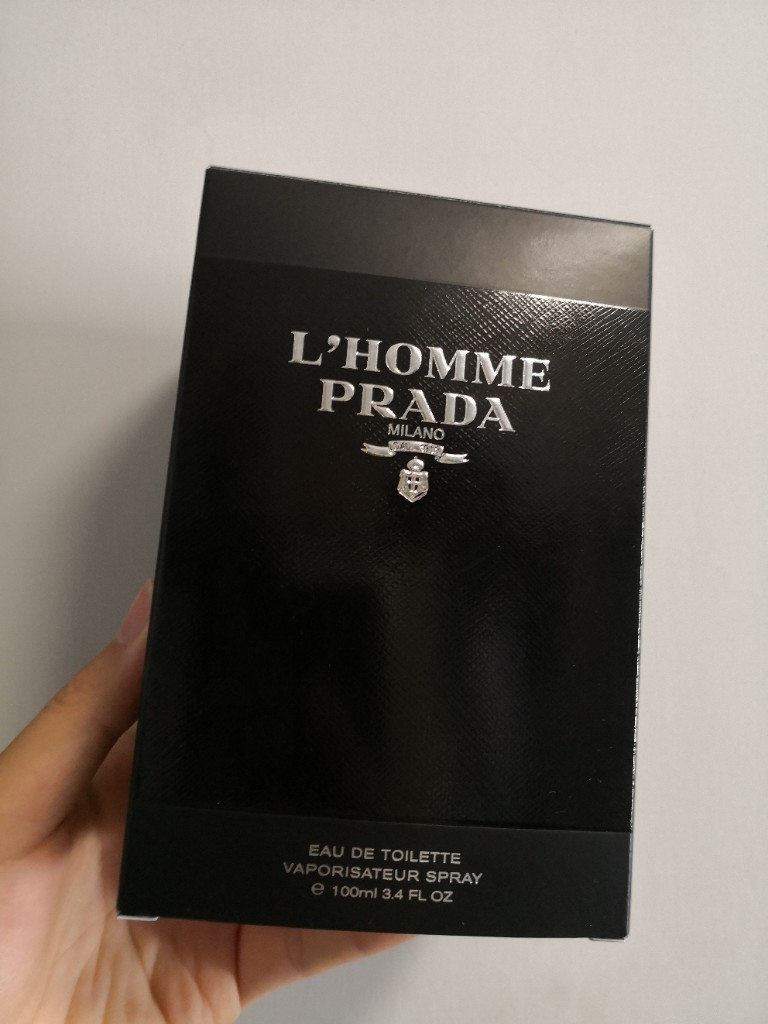 L'HOMME
PRADA
MILANO
EAU DE TOILETTE
VAPORISATEUR SPRAY
℮ 100ml 3.4 FL OZ